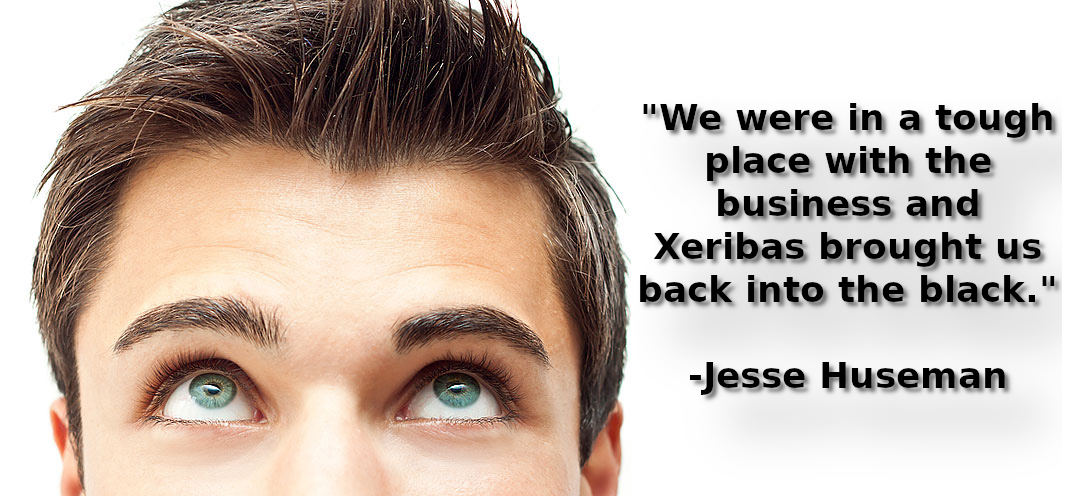 "We were in a tough
place with the
business and
Xeribas brought us
back into the black."
-Jesse Huseman